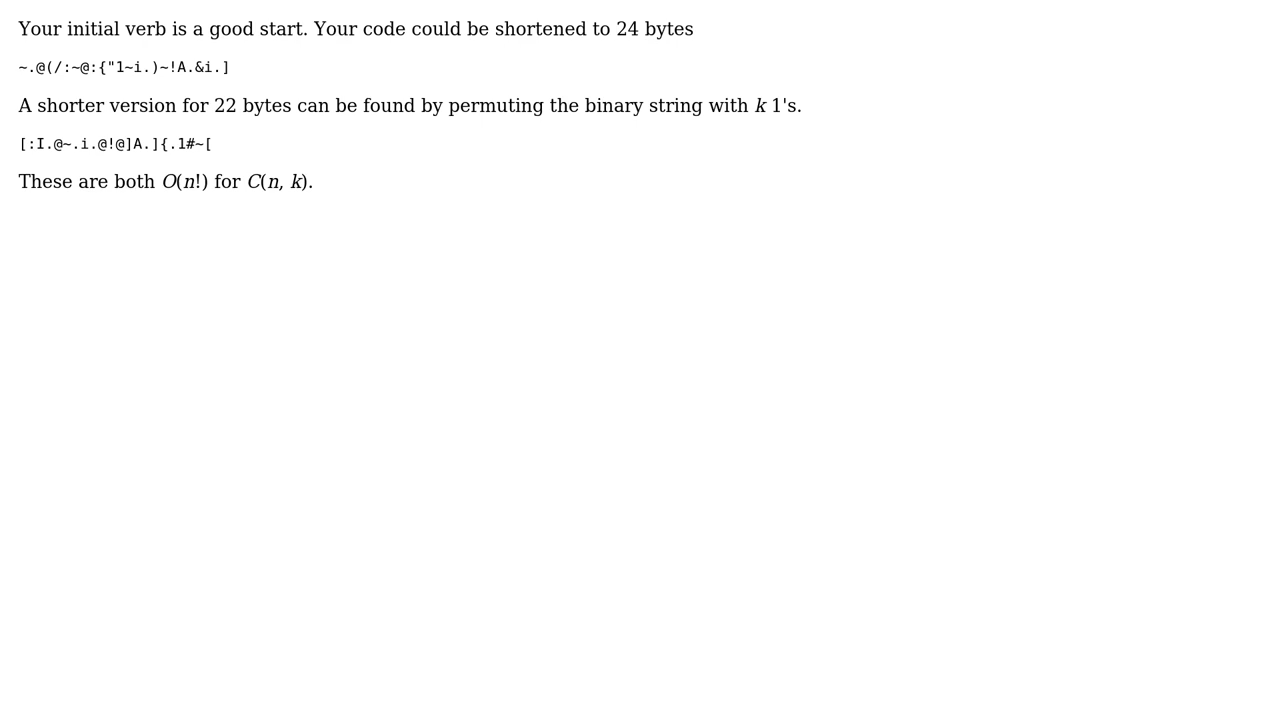 Your initial verb is a good start. Your code could be shortened to 24 bytes
~.@(/:~@:{"1~i.)~!A.&i.]
A shorter version for 22 bytes can be found by permuting the binary string with k 1's.
[:I.@~.i.@!@]A.]{.1#~[
These are both O(n!) for C(n, k).